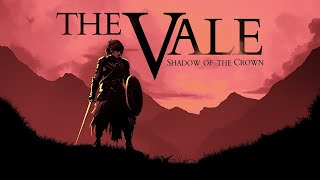 THE VALE
SHADOW OF THE CROWN